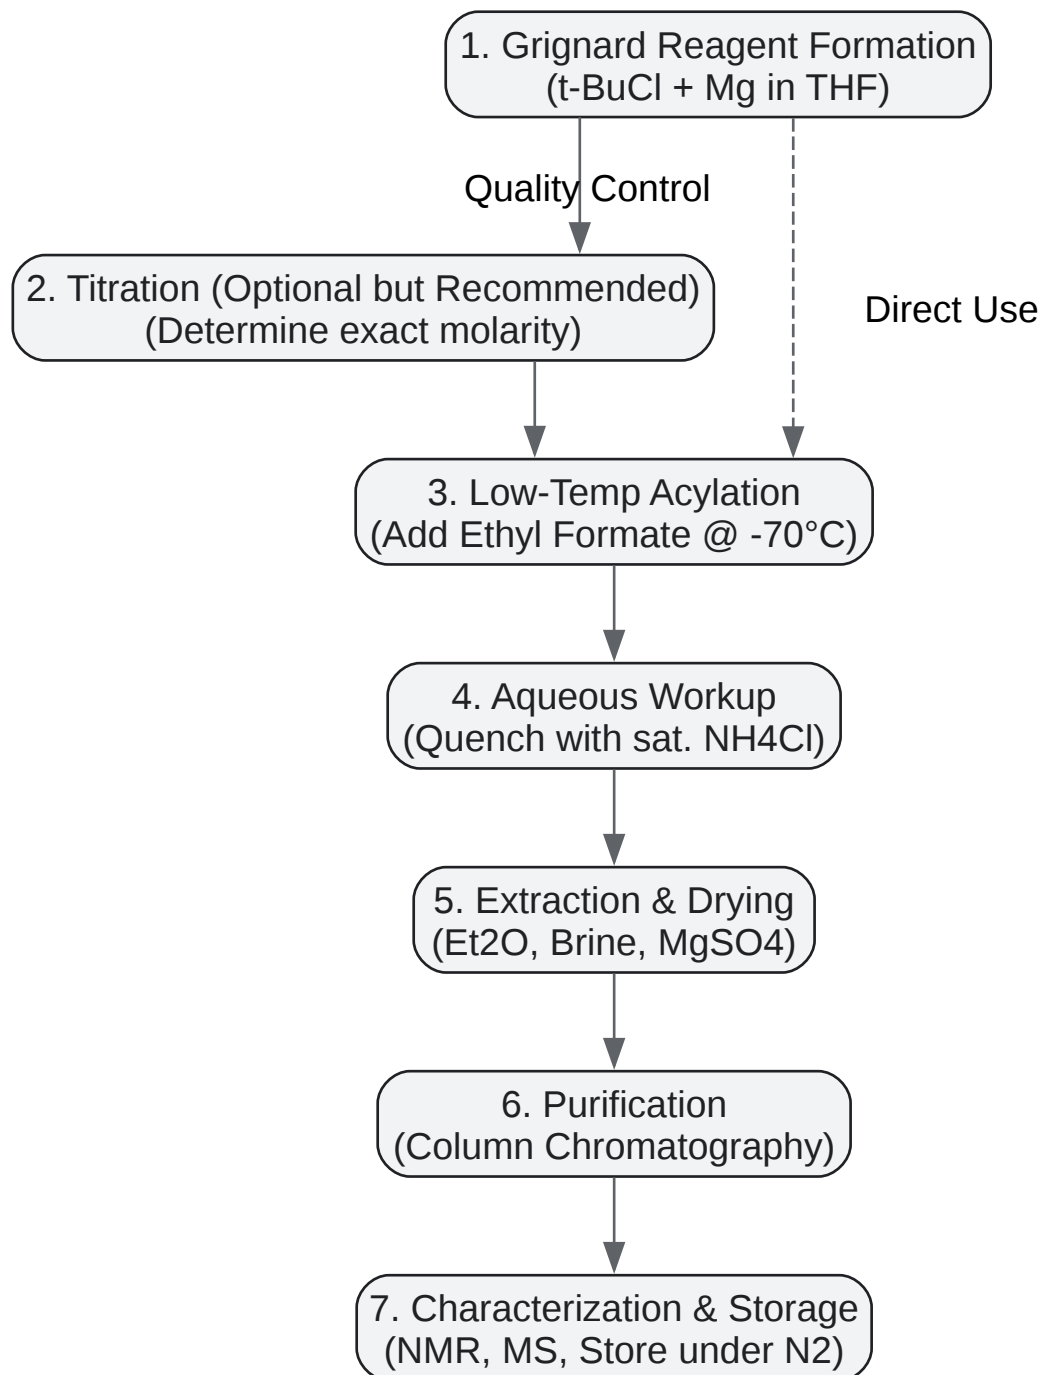 1. Grignard Reagent Formation
(t-BuCl + Mg in THF)
Quality Control
2. Titration (Optional but Recommended)
(Determine exact molarity)
Direct Use
3. Low-Temp Acylation
(Add Ethyl Formate @ -70°C)
4. Aqueous Workup
(Quench with sat. NH4Cl)
5. Extraction & Drying
(Et2O, Brine, MgSO4)
6. Purification
(Column Chromatography)
7. Characterization & Storage
(NMR, MS, Store under N2)